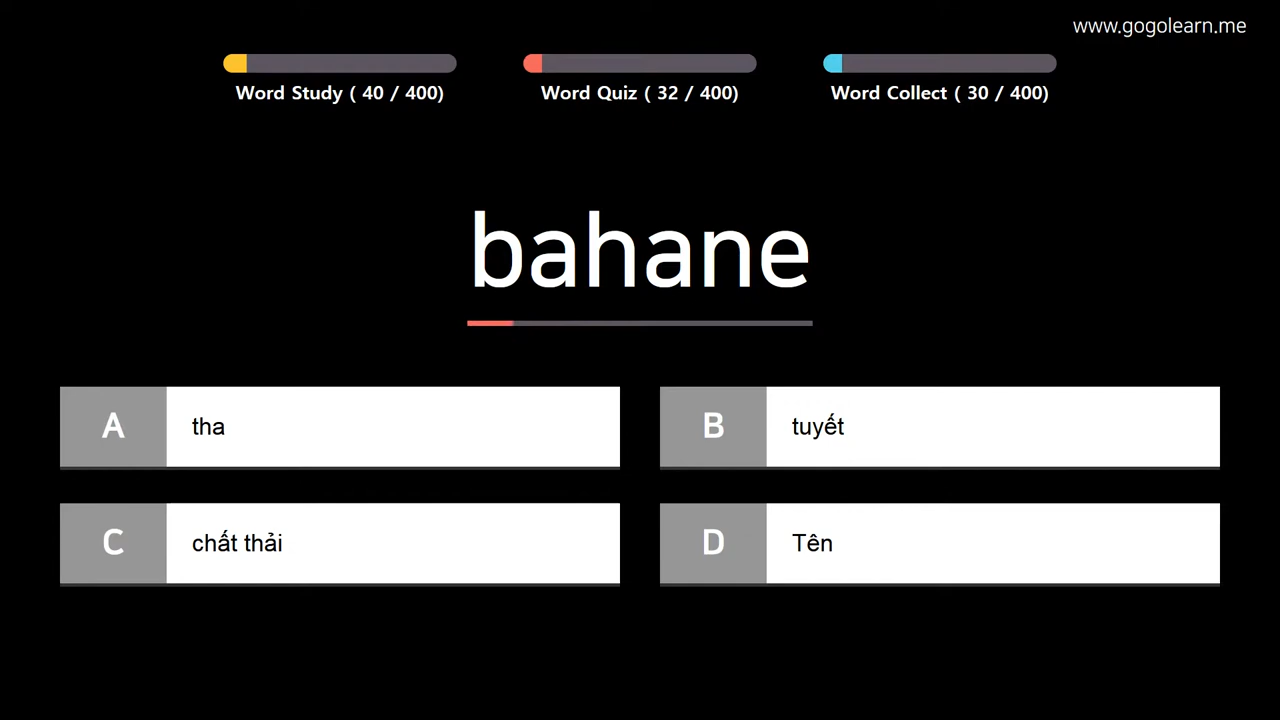 www.gogolearn.me
Word Study ( 40 / 400)
Word Quiz ( 32 / 400)
Word Collect ( 30 / 400)
bahane
A tha
B tuyết
C chất thải
D Tên